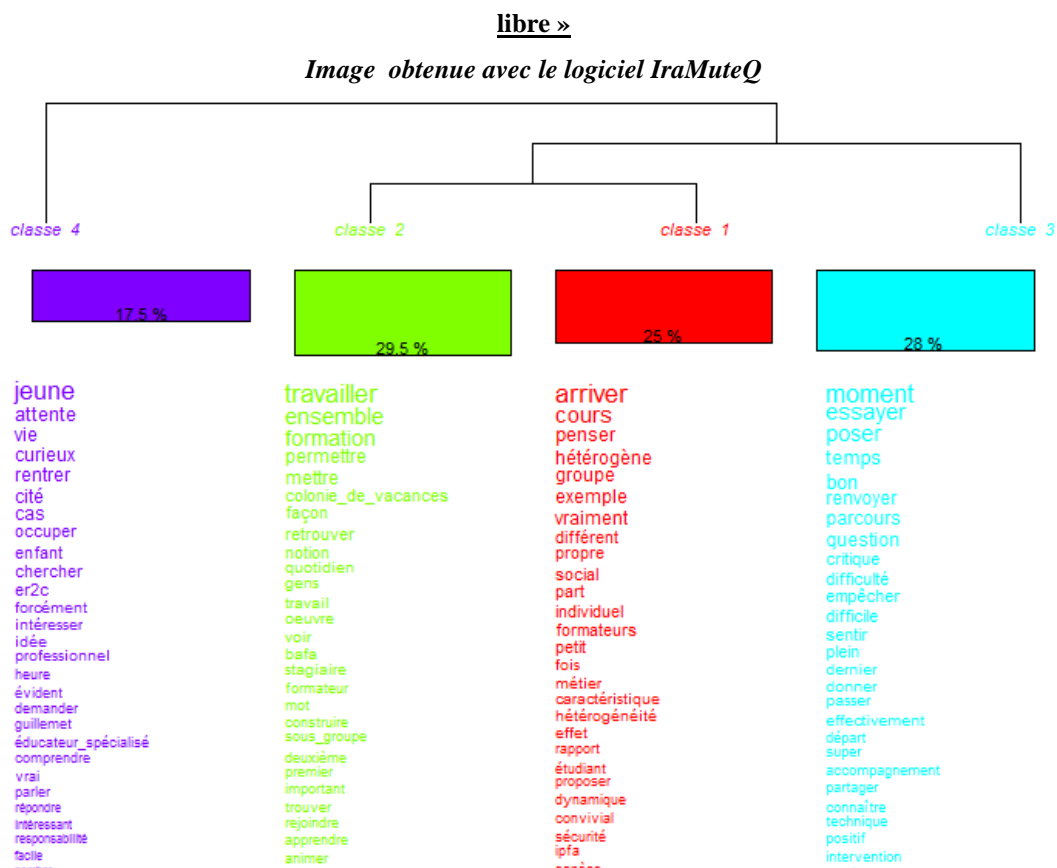 libre »
Image obtenue avec le logiciel IraMuteQ
classe 4
classe 2
classe 1
classe 3
17.5 %
29.5 %
25 %
28 %
jeune
attente
vie
curieux
rentrer
cité
cas
occuper
enfant
chercher
er2c
forcément
intéresser
idée
professionnel
heure
évident
demander
guillemet
éducateur_spécialisé
comprendre
vrai
parler
répondre
intéressant
responsabilité
facile
travailler
ensemble
formation
permettre
mettre
colonie_de_vacances
façon
retrouver
notion
quotidien
gens
travail
oeuvre
voir
bafa
stagiaire
formateur
mot
construire
sous_groupe
deuxième
premier
important
trouver
rejoindre
apprendre
animer
arriver
cours
penser
hétérogène
groupe
exemple
vraiment
différent
propre
social
part
individuel
formateurs
petit
fois
métier
caractéristique
hétérogénéité
effet
rapport
étudiant
proposer
dynamique
convivial
sécurité
ipfa
moment
essayer
poser
temps
bon
renvoyer
parcours
question
critique
difficulté
empêcher
difficile
sentir
plein
dernier
donner
passer
effectivement
départ
super
accompagnement
partager
connaître
technique
positif
intervention